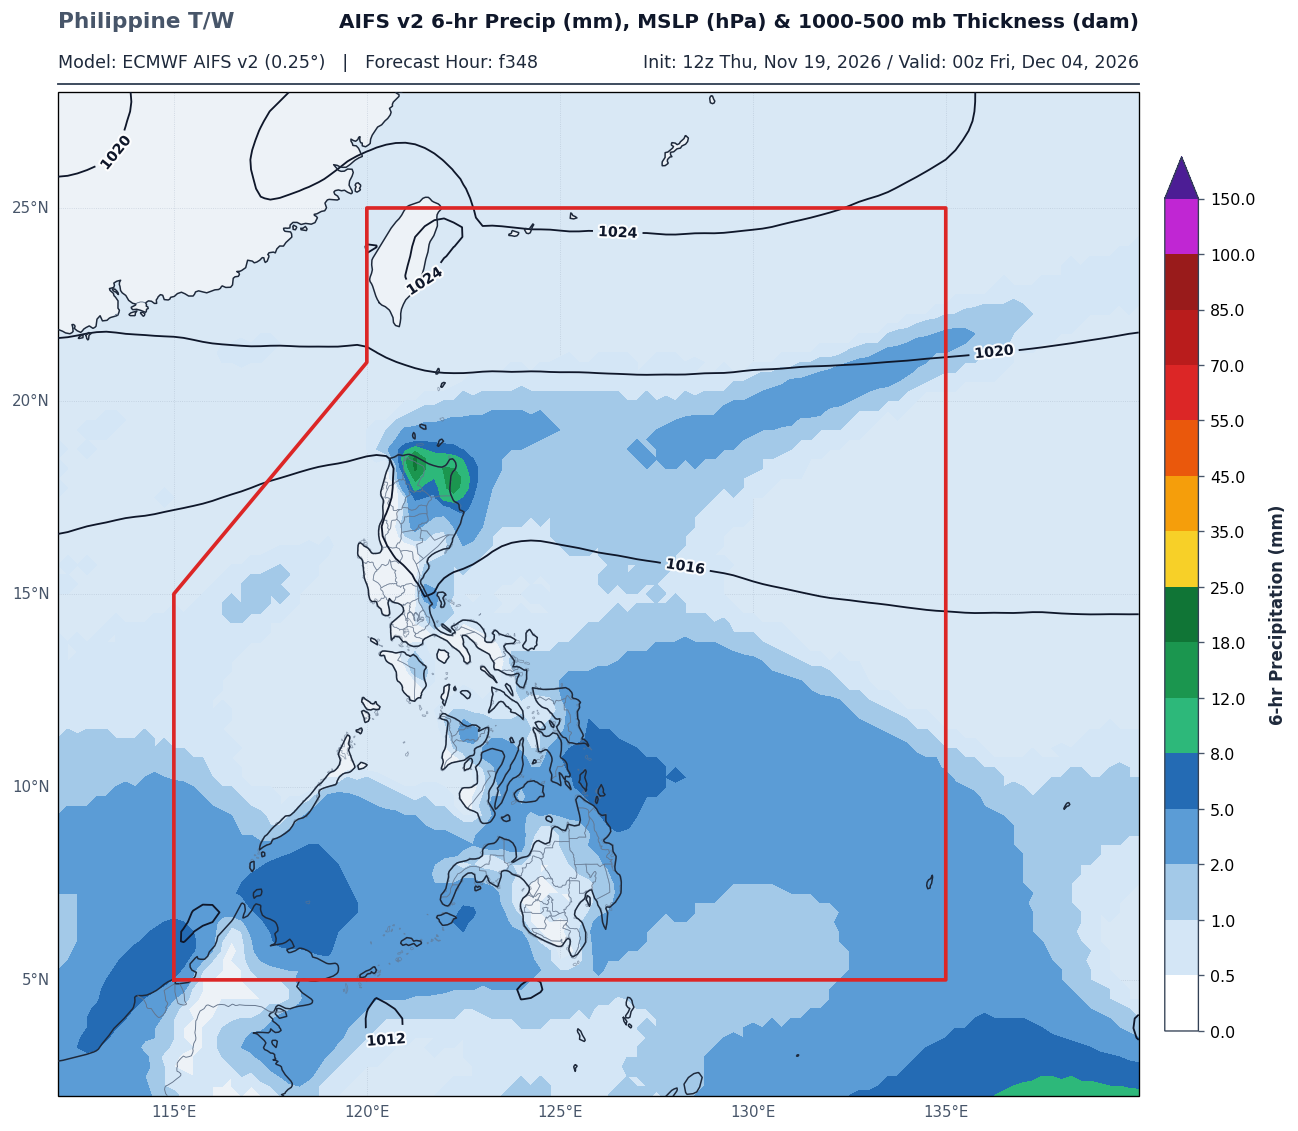 Philippine T/W
AIFS v2 6-hr Precip (mm), MSLP (hPa) & 1000-500 mb Thickness (dam)
Model: ECMWF AIFS v2 (0.25°) | Forecast Hour: f348
Init: 12z Thu, Nov 19, 2026 / Valid: 00z Fri, Dec 04, 2026
1020
1024
1024
1020
1016
1012
25°N
20°N
15°N
10°N
5°N
115°E
120°E
125°E
130°E
135°E
150.0
100.0
85.0
70.0
55.0
45.0
35.0
25.0
18.0
12.0
8.0
5.0
2.0
1.0
0.5
0.0
6-hr Precipitation (mm)